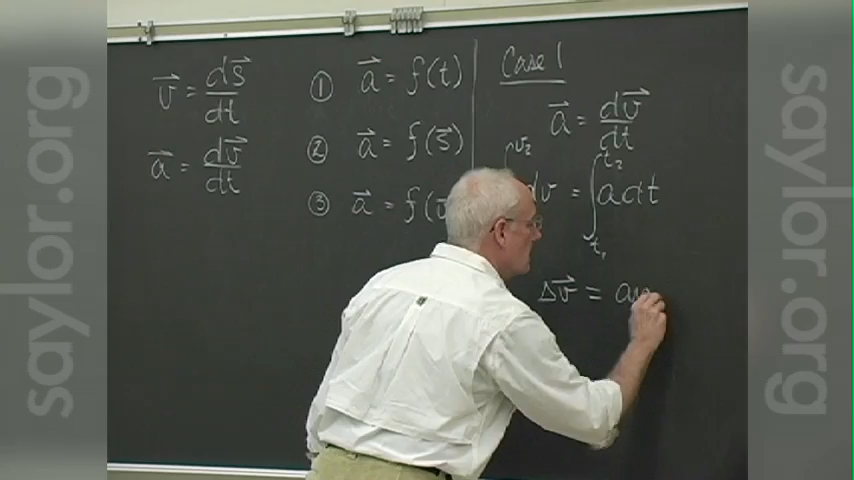 saylor.org
v⃗ = ds⃗/dt
a⃗ = dv⃗/dt
① a⃗ = f(t)
② a⃗ = f(s⃗)
③ a⃗ = f(v
Case 1
a⃗ = dv⃗/dt
∫ v₂ dv = ∫ t₁ t₂ a dt
Δv⃗ =
saylor.org